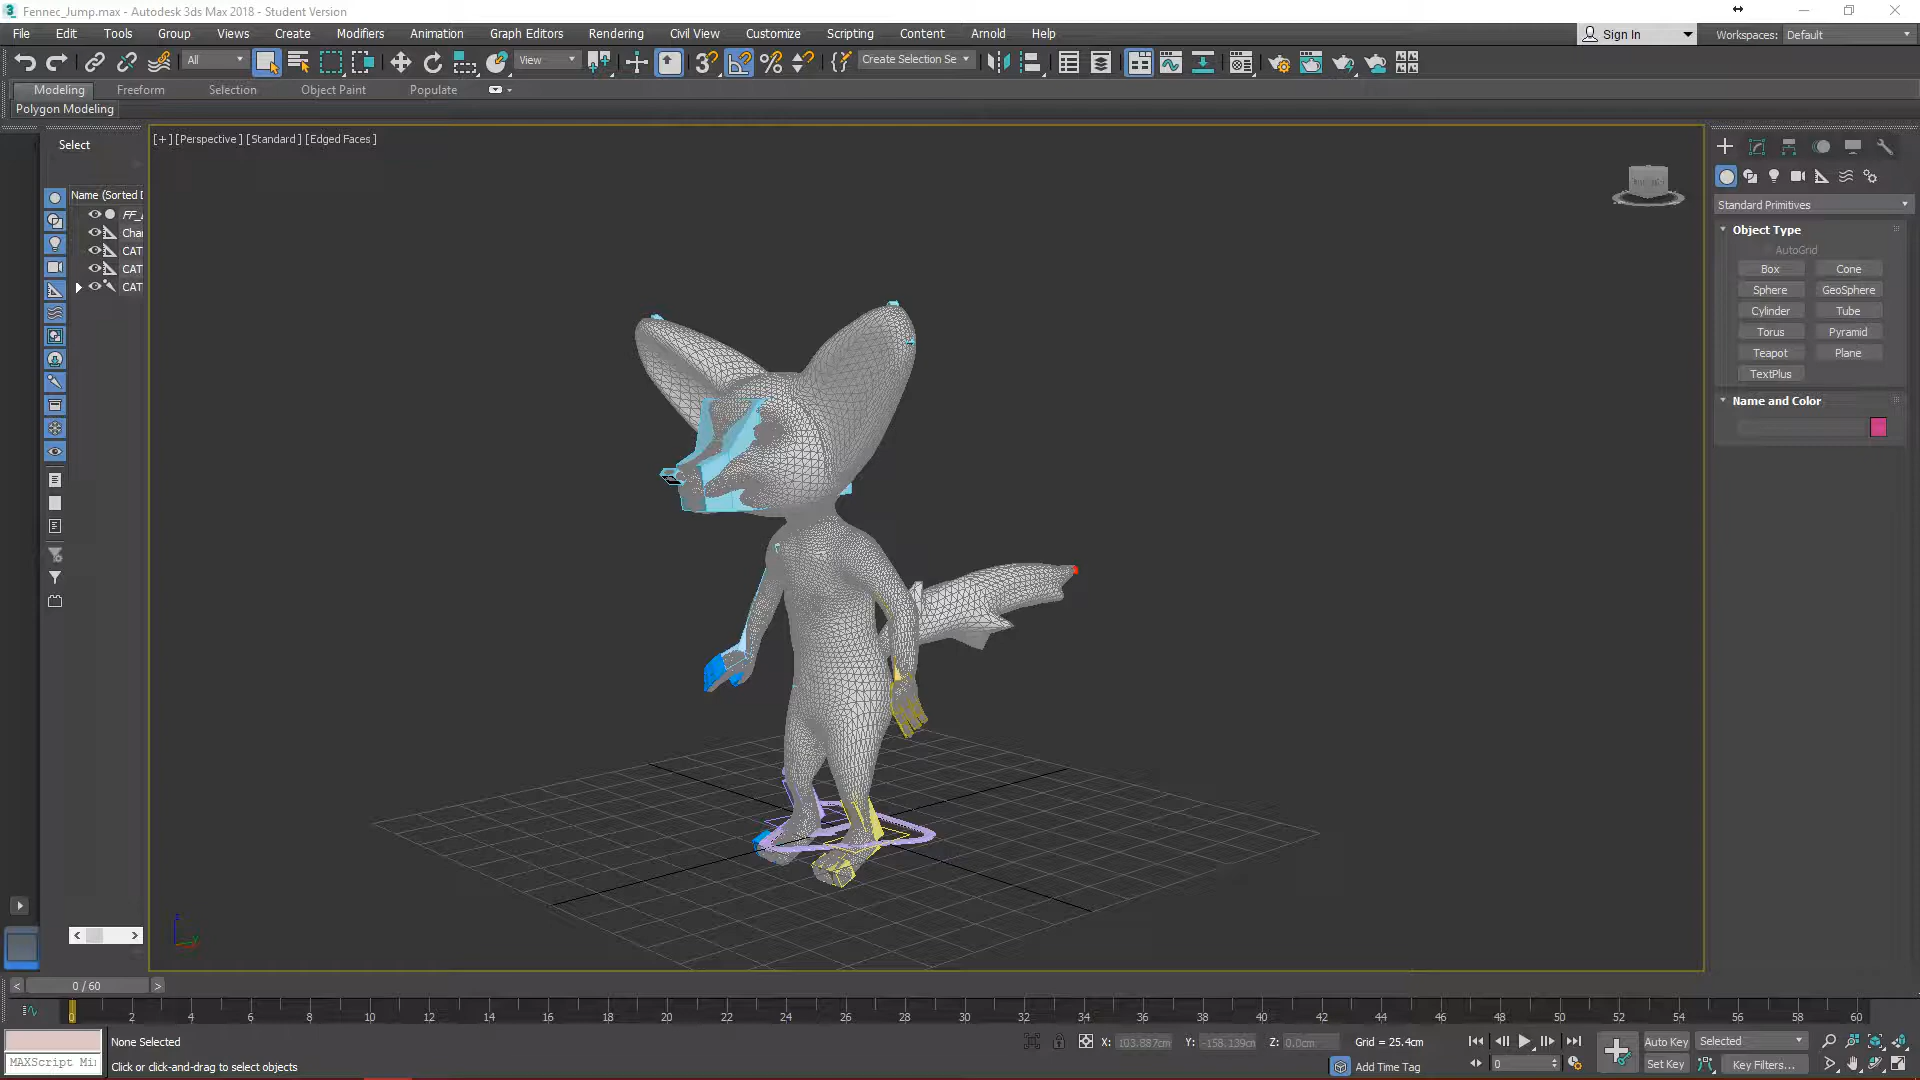 Fennec_Jump.max - Autodesk 3ds Max 2018 - Student Version
File Edit Tools Group Views Create Modifiers Animation Graph Editors Rendering Civil View Customize Scripting Content Arnold Help Sign In Workspaces: Default
All View Create Selection Se
Modeling Freeform Selection Object Paint Populate
Polygon Modeling
[+] [Perspective] [Standard] [Edged Faces]
Select
Name (Sorted
FF_
Char
CAT
CAT
CAT
Standard Primitives
Object Type
AutoGrid
Box Cone
Sphere GeoSphere
Cylinder Tube
Torus Pyramid
Teapot Plane
TextPlus
Name and Color
< >
< 0 / 60 >
0 2 4 6 8 10 12 14 16 18 20 22 24 26 28 30 32 34 36 38 40 42 44 46 48 50 52 54 56 58 60
None Selected X: 103.887cm Y: -158.139cm Z: 0.0cm Grid = 25.4cm Auto Key Selected
MAXScript Mi Click or click-and-drag to select objects Add Time Tag 0 Set Key Key Filters...